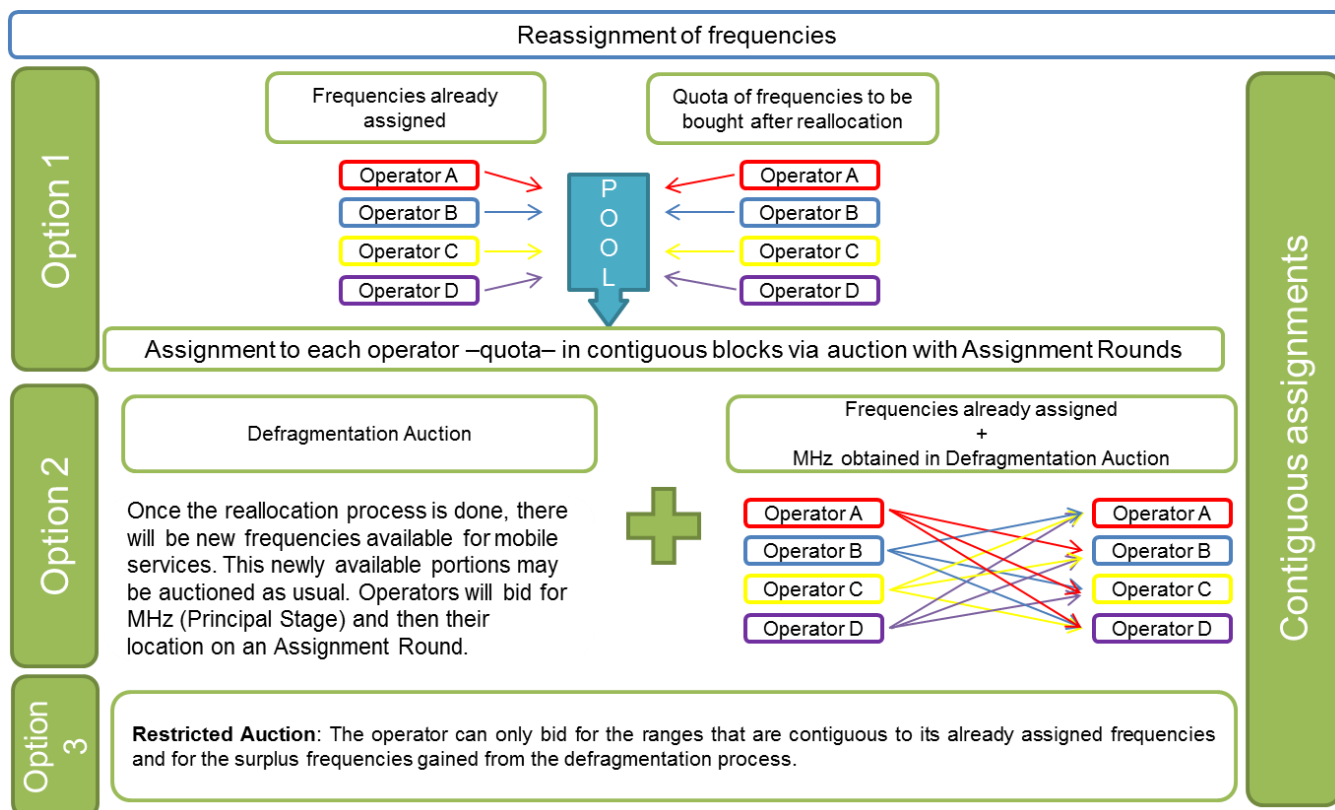 Reassignment of frequencies
Option 1
Frequencies already
assigned
Quota of frequencies to be
bought after reallocation
Operator A
Operator B
Operator C
Operator D
POOL
Operator A
Operator B
Operator C
Operator D
Assignment to each operator –quota– in contiguous blocks via auction with Assignment Rounds
Option 2
Defragmentation Auction
Once the reallocation process is done, there
will be new frequencies available for mobile
services. This newly available portions may
be auctioned as usual. Operators will bid for
MHz (Principal Stage) and then their
location on an Assignment Round.
Frequencies already assigned
+
MHz obtained in Defragmentation Auction
Operator A
Operator B
Operator C
Operator D
Operator A
Operator B
Operator C
Operator D
Option
3
Restricted Auction: The operator can only bid for the ranges that are contiguous to its already assigned frequencies
and for the surplus frequencies gained from the defragmentation process.
Contiguous assignments